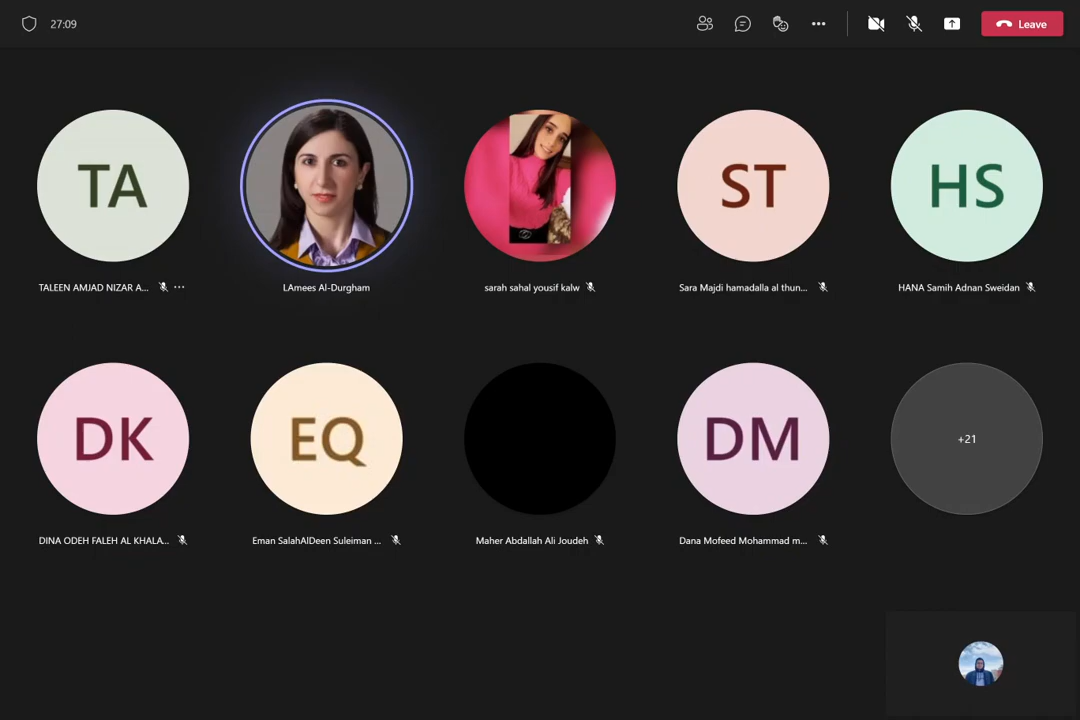 27:09
Leave
TA
ST
HS
TALEEN AMJAD NIZAR A...
LAmees Al-Durgham
sarah sahal yousif kalw
Sara Majdi hamadalla al thun...
HANA Samih Adnan Sweidan
DK
EQ
DM
+21
DINA ODEH FALEH AL KHALA...
Eman SalahAlDeen Suleiman ...
Maher Abdallah Ali Joudeh
Dana Mofeed Mohammad m...